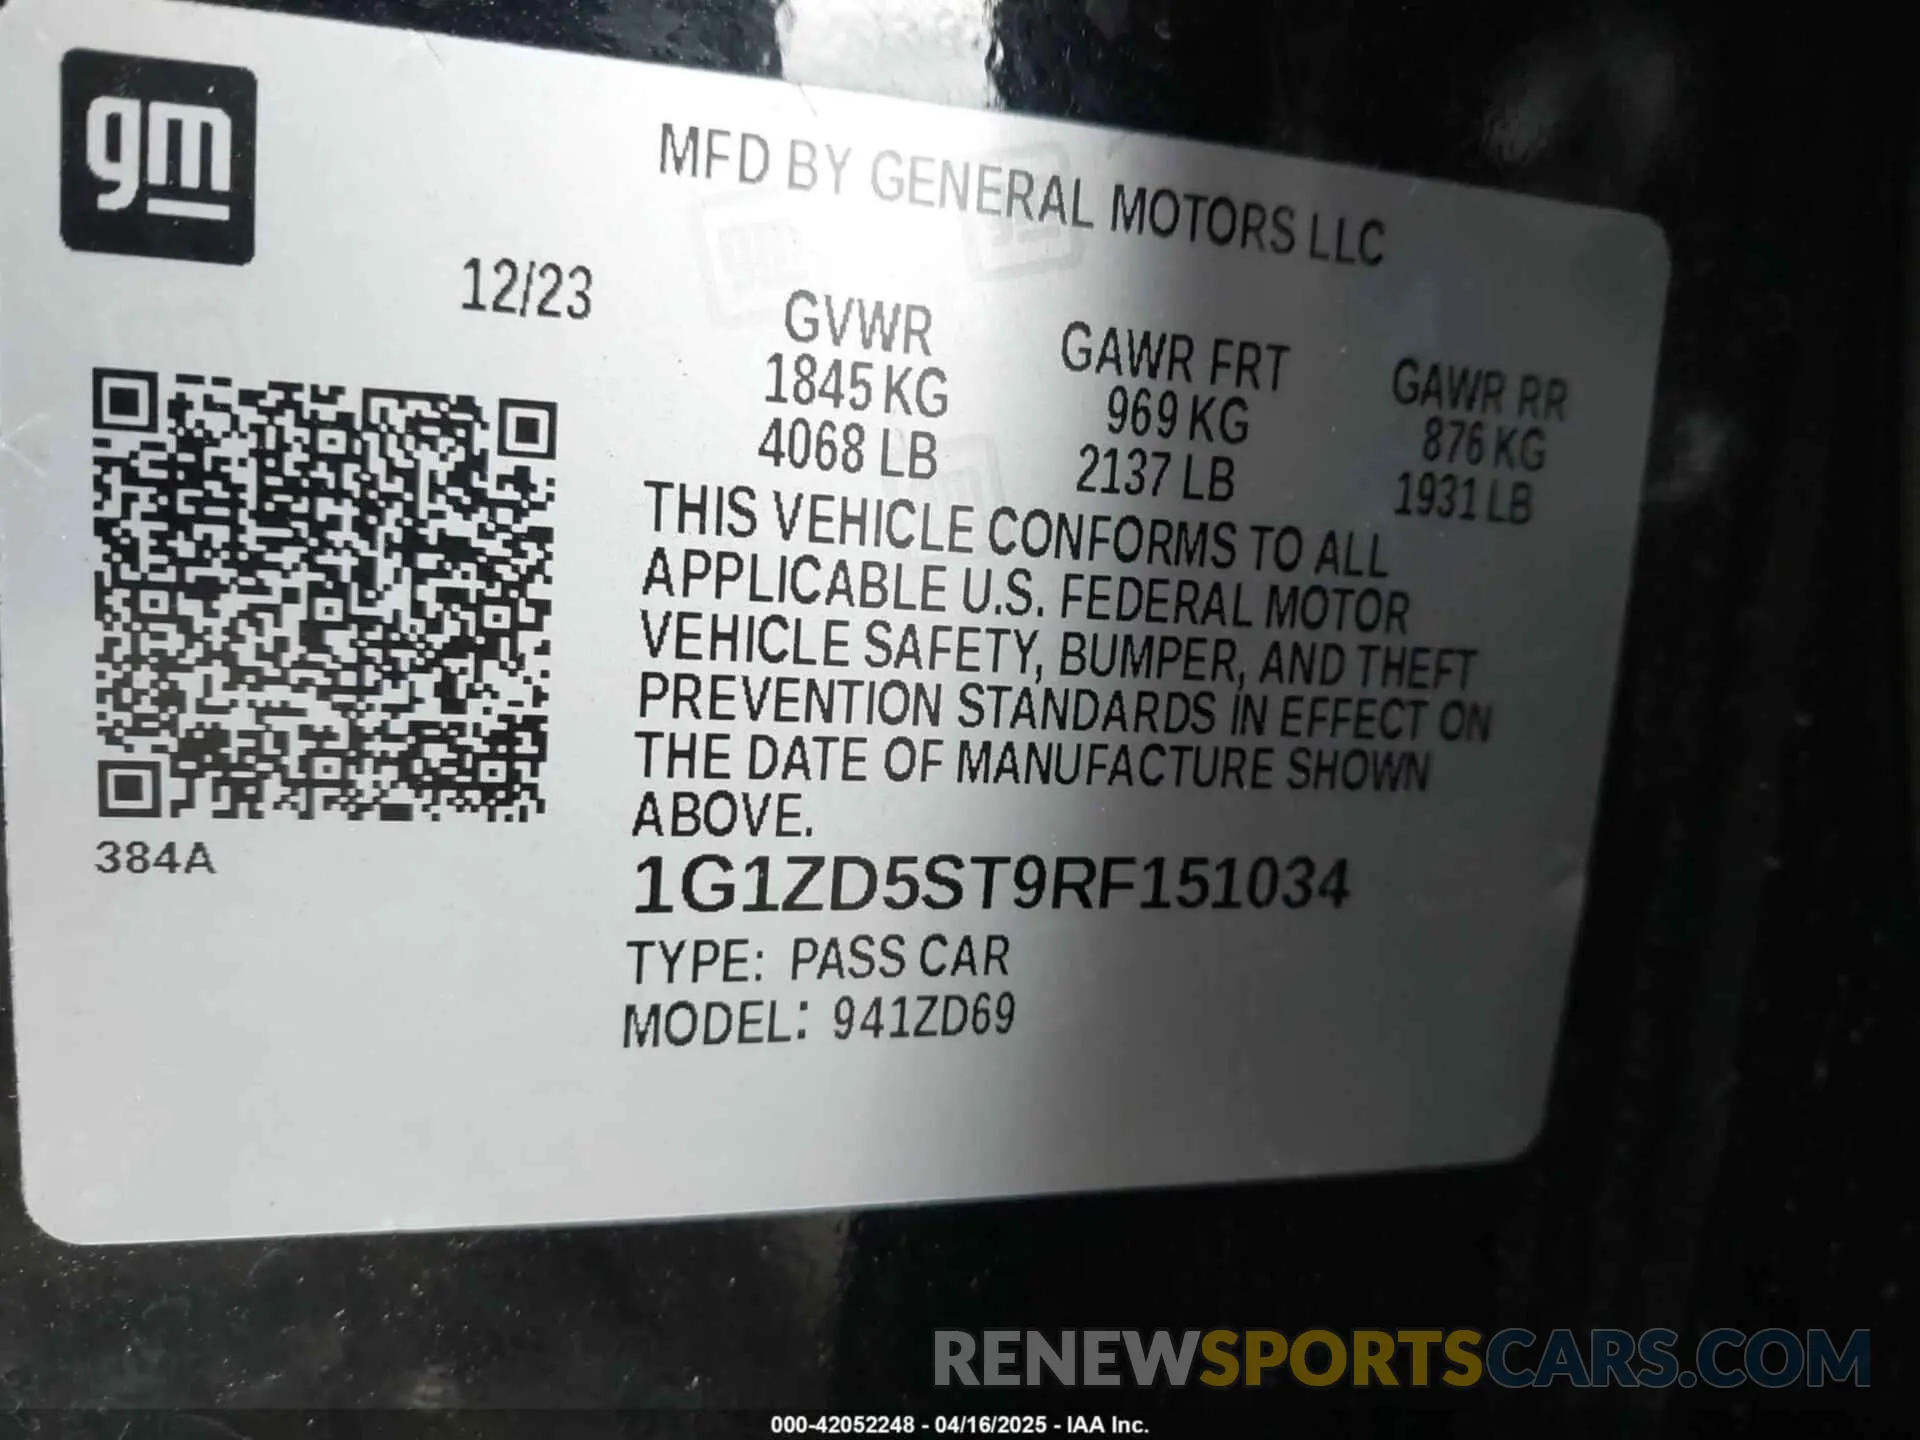 gm
MFD BY GENERAL MOTORS LLC
12/23
GVWR GAWR FRT GAWR RR
1845 KG 969 KG 876 KG
4068 LB 2137 LB 1931 LB
THIS VEHICLE CONFORMS TO ALL
APPLICABLE U.S. FEDERAL MOTOR
VEHICLE SAFETY, BUMPER, AND THEFT
PREVENTION STANDARDS IN EFFECT ON
THE DATE OF MANUFACTURE SHOWN
ABOVE.
384A
1G1ZD5ST9RF151034
TYPE: PASS CAR
MODEL: 941ZD69
RENEWSPORTSCARS.COM
000-42052248 - 04/16/2025 - IAA Inc.